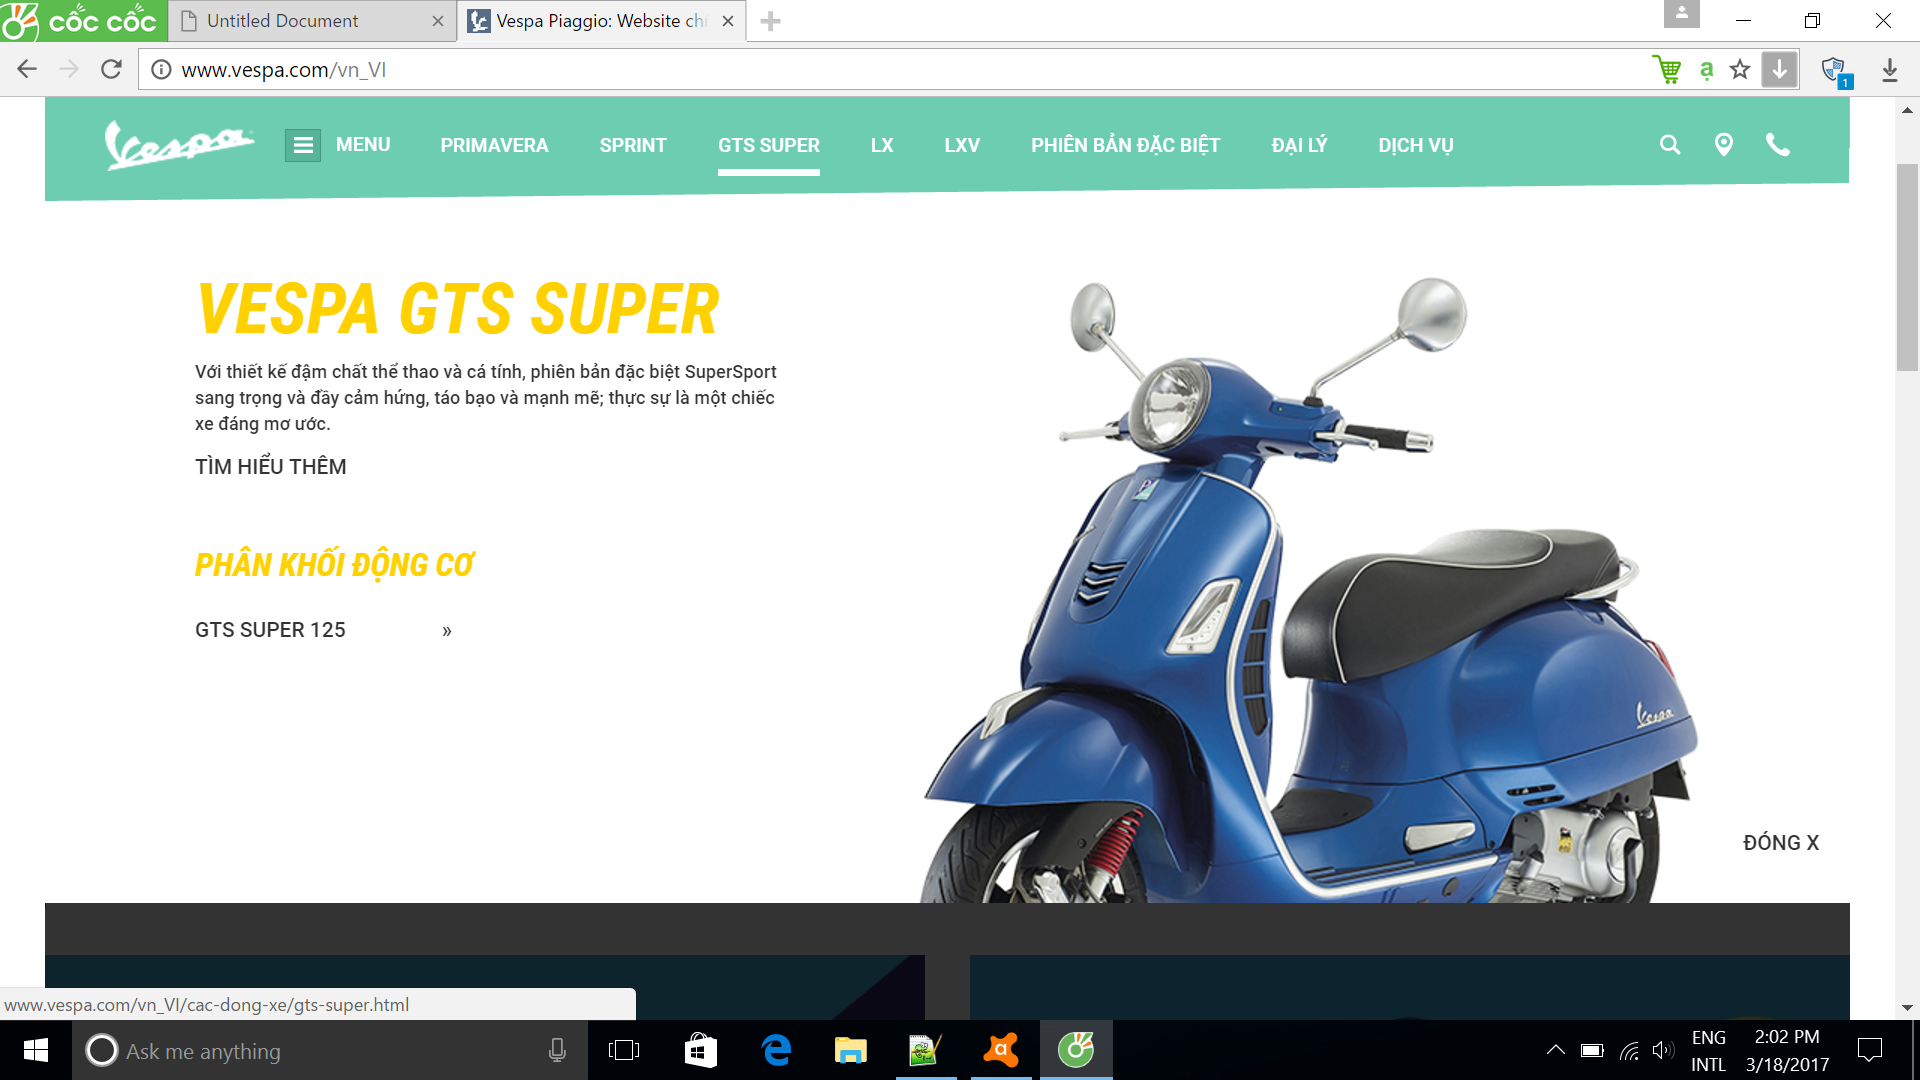 cốc cốc
Untitled Document
Vespa Piaggio: Website chí
www.vespa.com/vn_VI
1
Vespa
MENU
PRIMAVERA
SPRINT
GTS SUPER
LX
LXV
PHIÊN BẢN ĐẶC BIỆT
ĐẠI LÝ
DỊCH VỤ
VESPA GTS SUPER
Với thiết kế đậm chất thể thao và cá tính, phiên bản đặc biệt SuperSport
sang trọng và đầy cảm hứng, táo bạo và mạnh mẽ; thực sự là một chiếc
xe đáng mơ ước.
TÌM HIỂU THÊM
PHÂN KHỐI ĐỘNG CƠ
GTS SUPER 125 »
Vespa
ĐÓNG X
www.vespa.com/vn_VI/cac-dong-xe/gts-super.html
Ask me anything
ENG
INTL
2:02 PM
3/18/2017